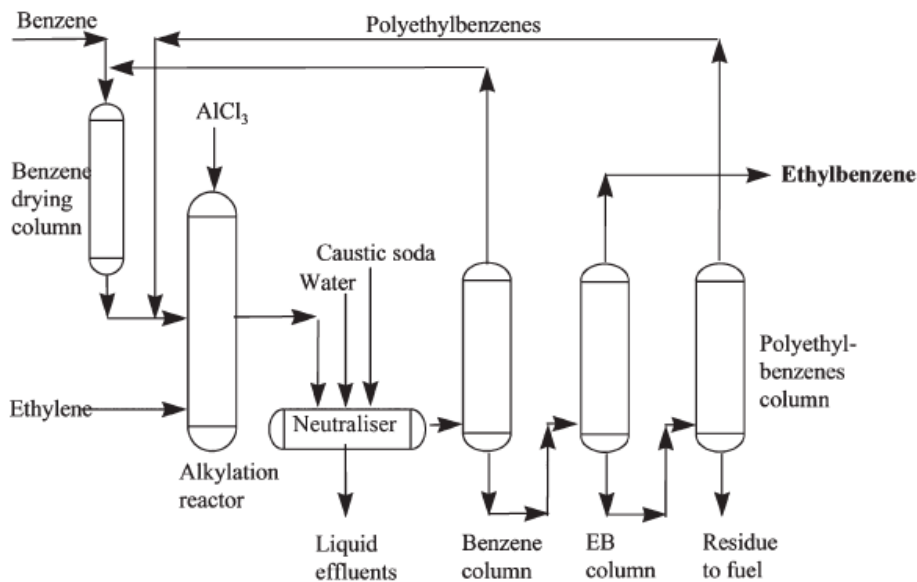 Benzene
Polyethylbenzenes
AlCl₃
Benzene
drying
column
Ethylbenzene
Caustic soda
Water
Polyethyl-
benzenes
column
Ethylene
Neutraliser
Alkylation
reactor
Liquid
effluents
Benzene
column
EB
column
Residue
to fuel